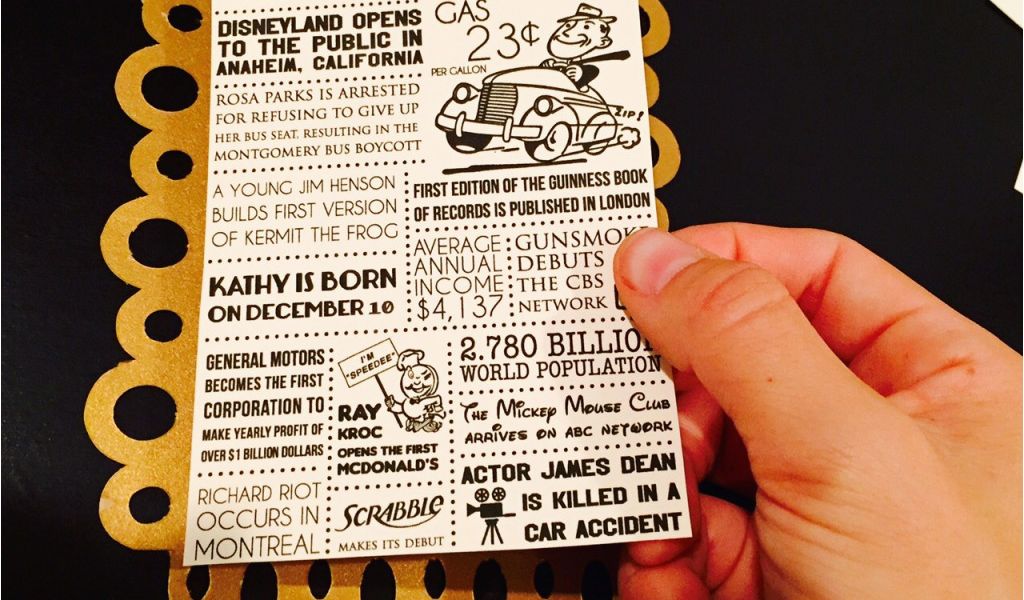 DISNEYLAND OPENS
TO THE PUBLIC IN
ANAHEIM, CALIFORNIA
GAS
23¢
PER GALLON
ZIP!
ROSA PARKS IS ARRESTED
FOR REFUSING TO GIVE UP
HER BUS SEAT, RESULTING IN THE
MONTGOMERY BUS BOYCOTT
A YOUNG JIM HENSON
BUILDS FIRST VERSION
OF KERMIT THE FROG
FIRST EDITION OF THE GUINNESS BOOK
OF RECORDS IS PUBLISHED IN LONDON
KATHY IS BORN
ON DECEMBER 10
AVERAGE
ANNUAL
INCOME
$4,137
GUNSMOKE
DEBUTS
THE CBS
NETWORK
GENERAL MOTORS
BECOMES THE FIRST
CORPORATION TO
MAKE YEARLY PROFIT OF
OVER $1 BILLION DOLLARS
I'M
"SPEEDEE"
RAY
KROC
OPENS THE FIRST
MCDONALD'S
2.780 BILLION
WORLD POPULATION
THE MICKEY MOUSE CLUB
ARRIVES ON ABC NETWORK
RICHARD RIOT
OCCURS IN
MONTREAL
SCRABBLE
MAKES ITS DEBUT
ACTOR JAMES DEAN
IS KILLED IN A
CAR ACCIDENT